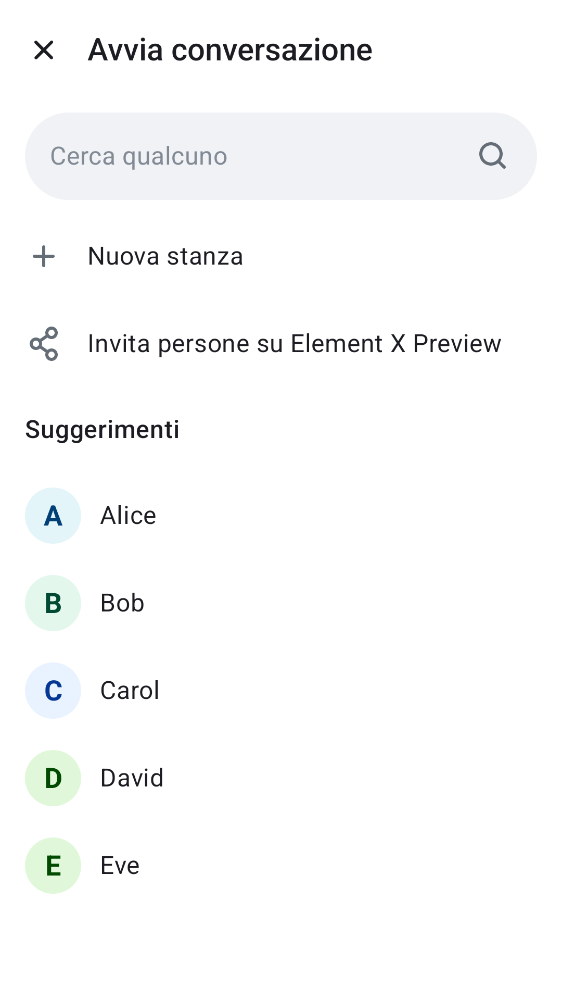 Avvia conversazione
Cerca qualcuno
Nuova stanza
Invita persone su Element X Preview
Suggerimenti
A Alice
B Bob
C Carol
D David
E Eve